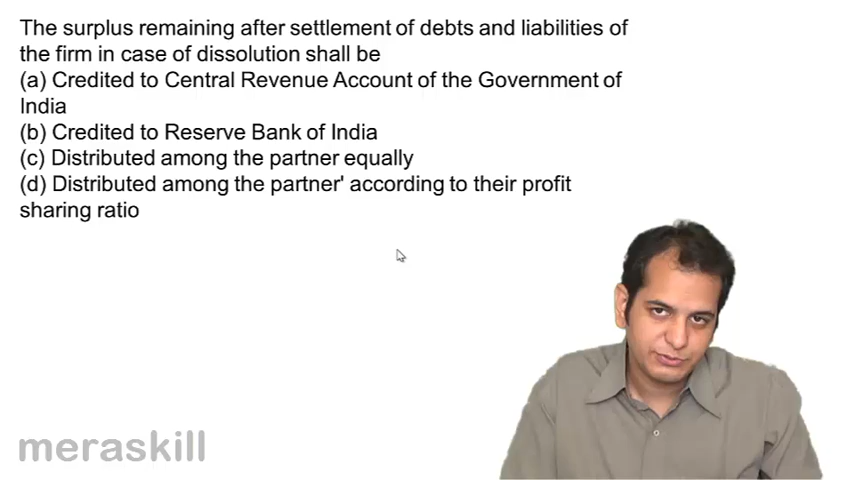 The surplus remaining after settlement of debts and liabilities of
the firm in case of dissolution shall be
(a) Credited to Central Revenue Account of the Government of
India
(b) Credited to Reserve Bank of India
(c) Distributed among the partner equally
(d) Distributed among the partner' according to their profit
sharing ratio
meraskill